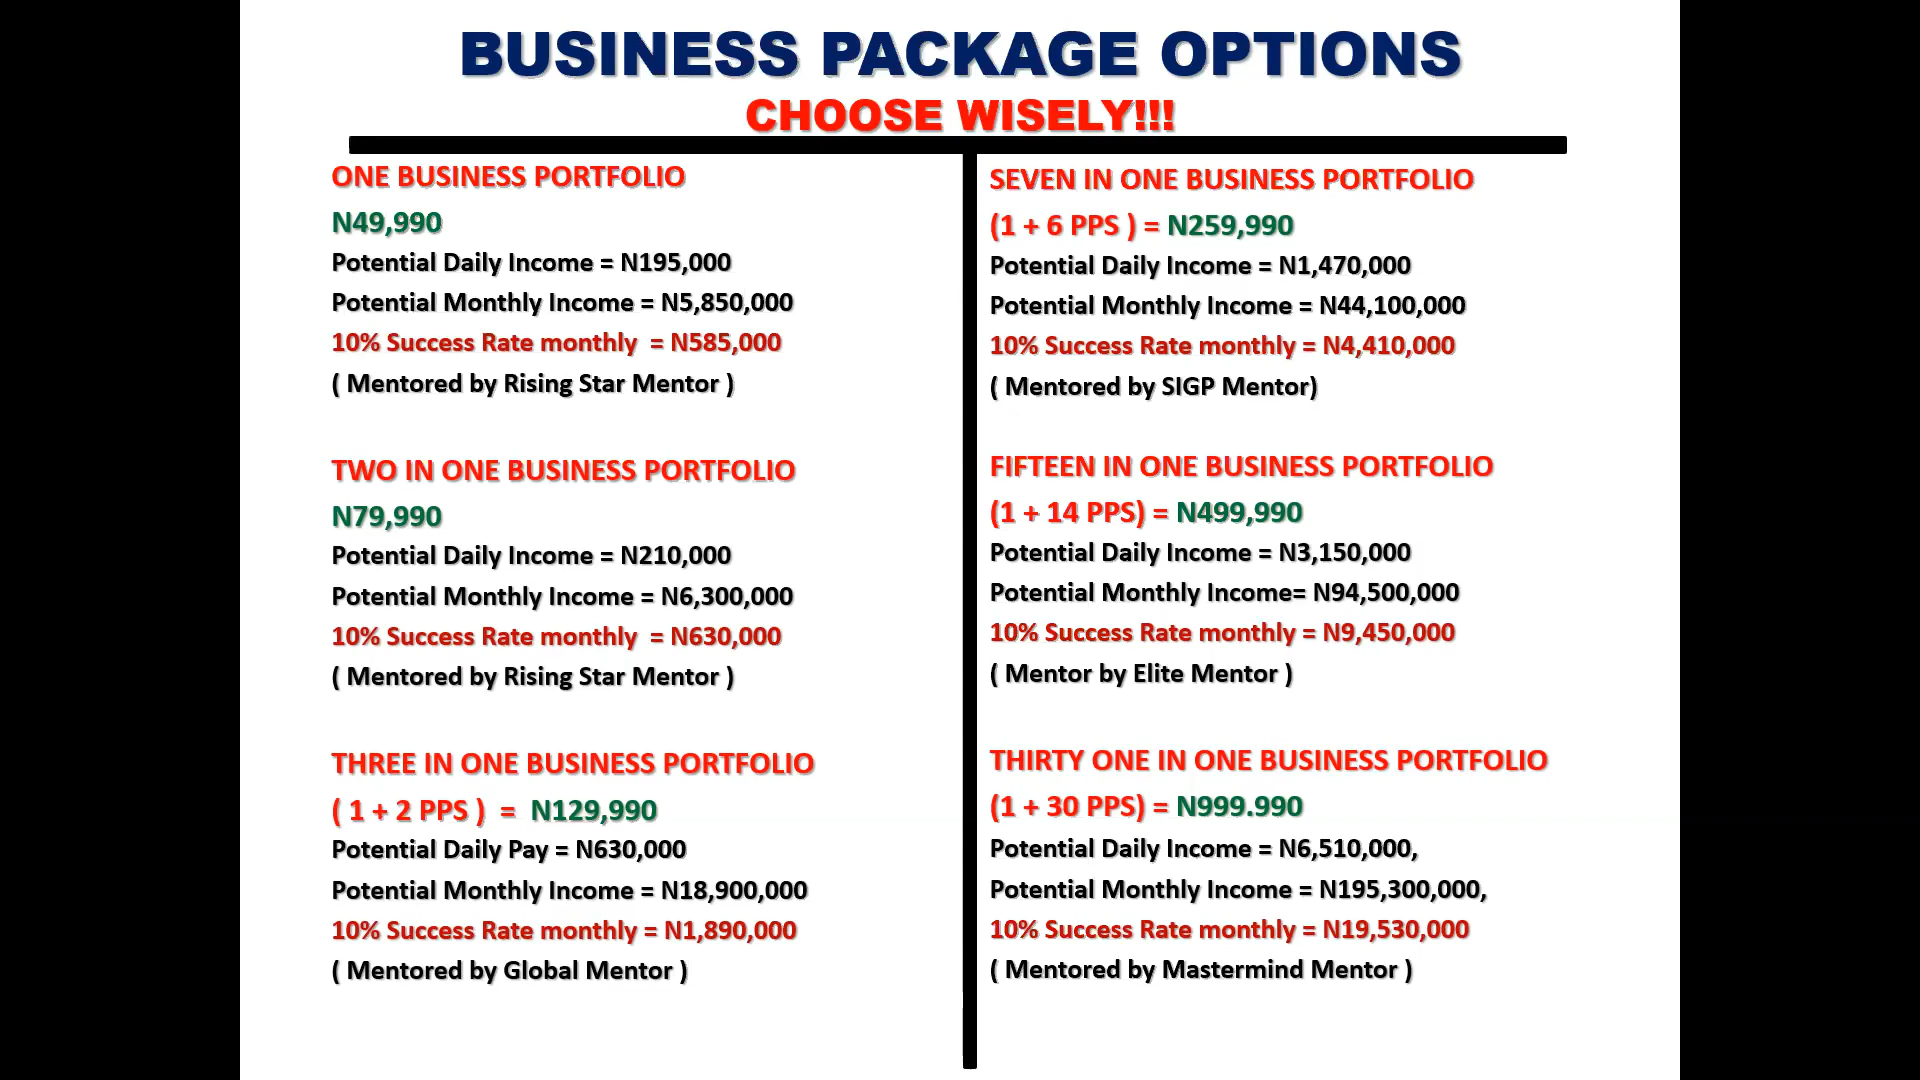 BUSINESS PACKAGE OPTIONS
CHOOSE WISELY!!!
ONE BUSINESS PORTFOLIO
N49,990
Potential Daily Income = N195,000
Potential Monthly Income = N5,850,000
10% Success Rate monthly  = N585,000
( Mentored by Rising Star Mentor )
TWO IN ONE BUSINESS PORTFOLIO
N79,990
Potential Daily Income = N210,000
Potential Monthly Income = N6,300,000
10% Success Rate monthly  = N630,000
( Mentored by Rising Star Mentor )
THREE IN ONE BUSINESS PORTFOLIO
( 1 + 2 PPS )  =  N129,990
Potential Daily Pay = N630,000
Potential Monthly Income = N18,900,000
10% Success Rate monthly = N1,890,000
( Mentored by Global Mentor )
SEVEN IN ONE BUSINESS PORTFOLIO
(1 + 6 PPS ) = N259,990
Potential Daily Income = N1,470,000
Potential Monthly Income = N44,100,000
10% Success Rate monthly = N4,410,000
( Mentored by SIGP Mentor)
FIFTEEN IN ONE BUSINESS PORTFOLIO
(1 + 14 PPS) = N499,990
Potential Daily Income = N3,150,000
Potential Monthly Income= N94,500,000
10% Success Rate monthly = N9,450,000
( Mentor by Elite Mentor )
THIRTY ONE IN ONE BUSINESS PORTFOLIO
(1 + 30 PPS) = N999.990
Potential Daily Income = N6,510,000,
Potential Monthly Income = N195,300,000,
10% Success Rate monthly = N19,530,000
( Mentored by Mastermind Mentor )